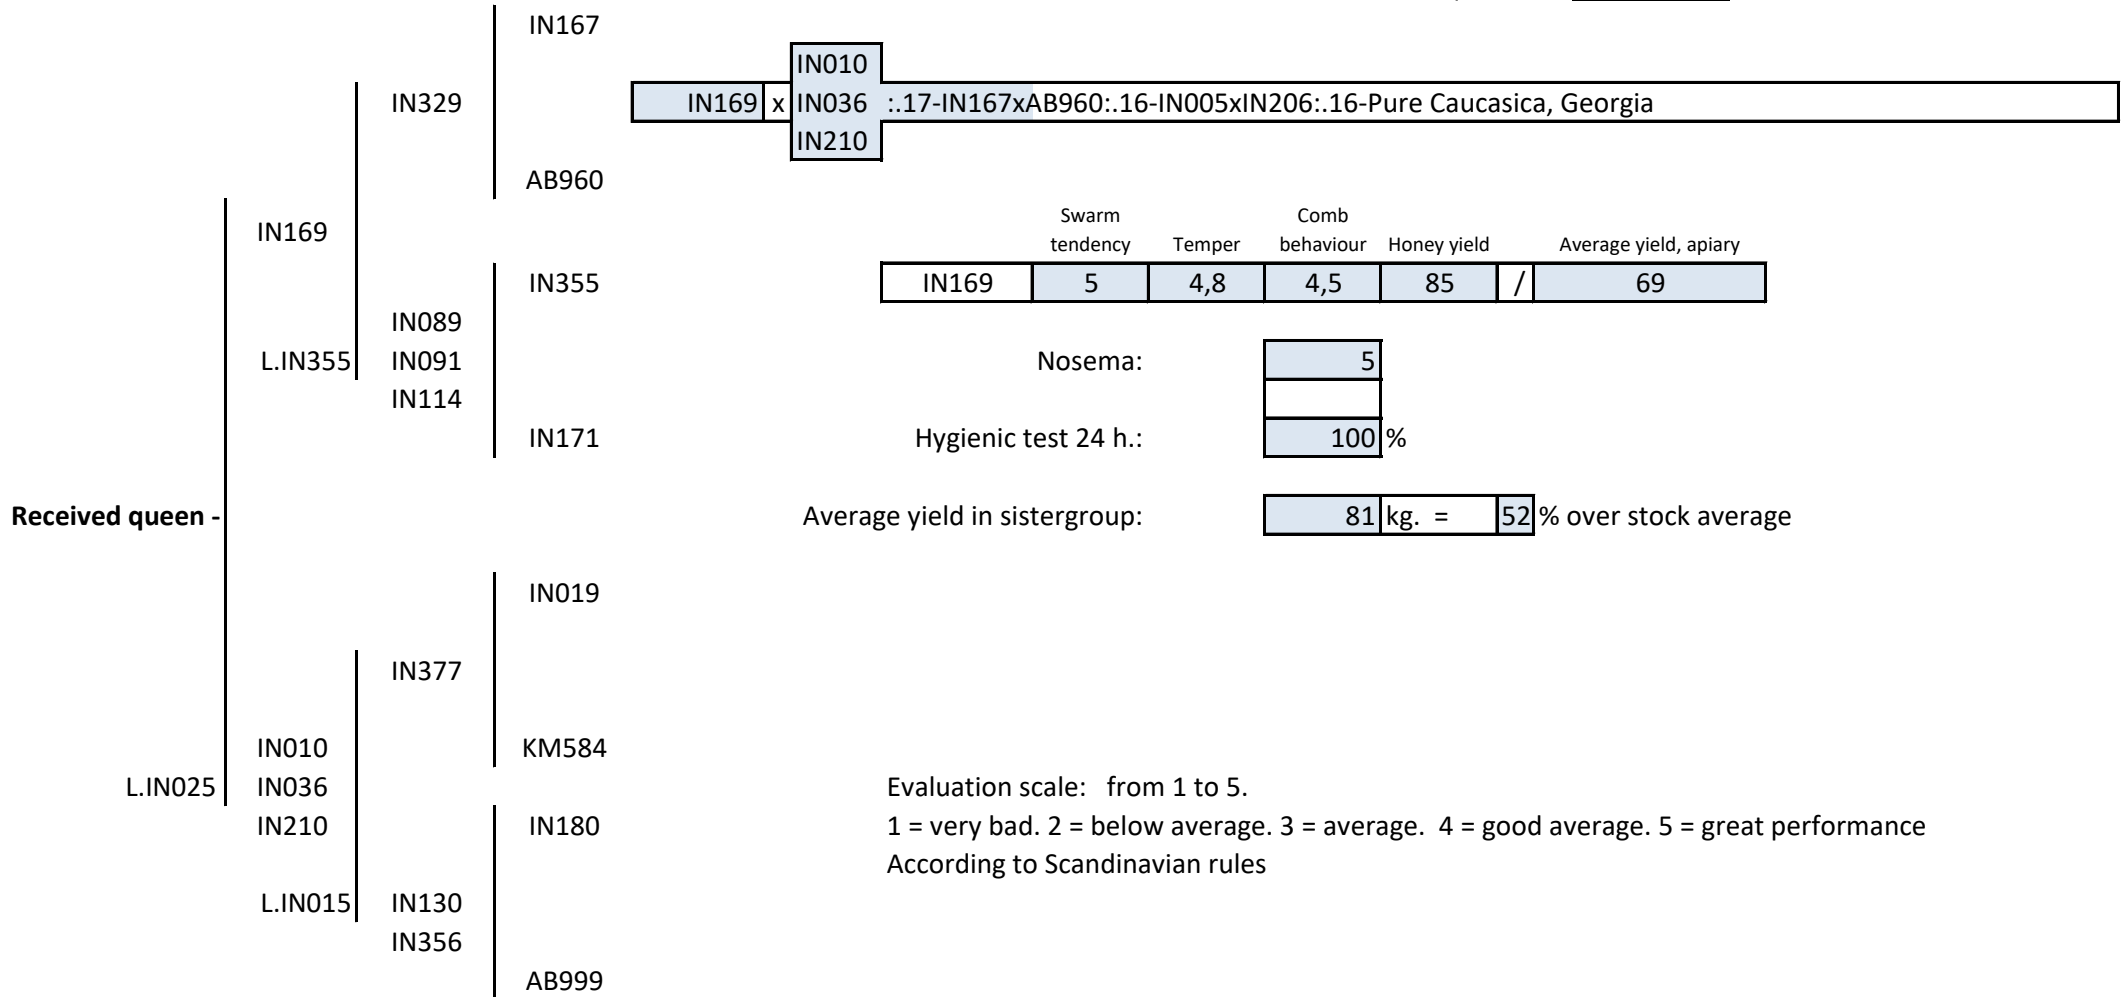 IN167
IN010
IN329
IN169 x IN036 :.17-IN167xAB960:.16-IN005xIN206:.16-Pure Caucasica, Georgia
IN210
AB960
Swarm tendency Temper Comb behaviour Honey yield Average yield, apiary
IN169
IN355
IN169 5 4,8 4,5 85 / 69
IN089
L.IN355 IN091
Nosema: 5
IN114
IN171
Hygienic test 24 h.: 100 %
Received queen -
Average yield in sistergroup: 81 kg. = 52 % over stock average
IN019
IN377
IN010
KM584
L.IN025 IN036
Evaluation scale: from 1 to 5.
IN210
IN180
1 = very bad. 2 = below average. 3 = average. 4 = good average. 5 = great performance
According to Scandinavian rules
L.IN015 IN130
IN356
AB999